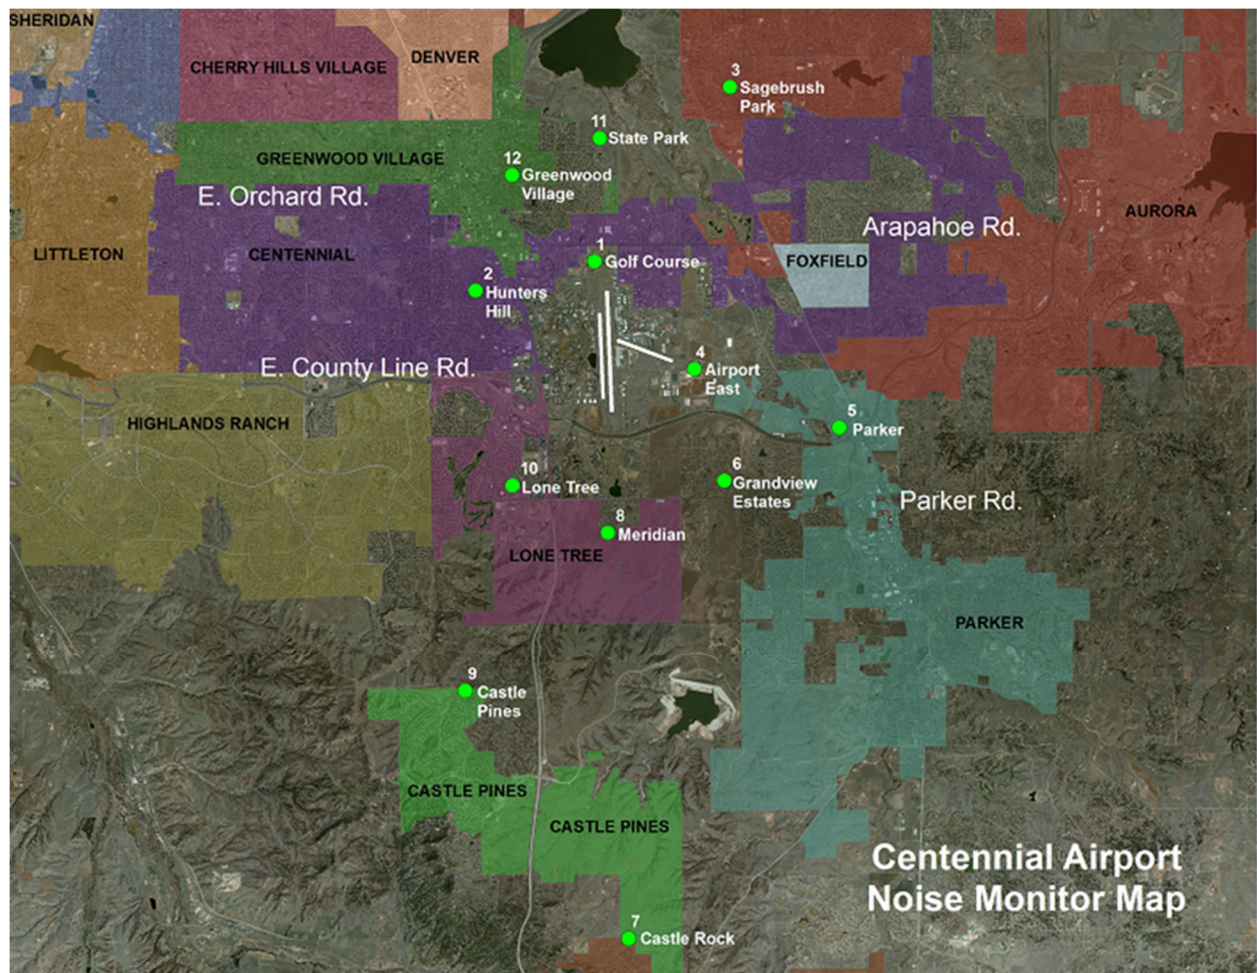 SHERIDAN
DENVER
CHERRY HILLS VILLAGE
3
Sagebrush
Park
11
State Park
GREENWOOD VILLAGE
12
Greenwood
Village
E. Orchard Rd.
AURORA
Arapahoe Rd.
LITTLETON
CENTENNIAL
1
Golf Course
FOXFIELD
2
Hunters
Hill
4
Airport
East
E. County Line Rd.
HIGHLANDS RANCH
5
Parker
6
Grandview
Estates
10
Lone Tree
Parker Rd.
8
Meridian
LONE TREE
PARKER
9
Castle
Pines
CASTLE PINES
CASTLE PINES
Centennial Airport
Noise Monitor Map
7
Castle Rock